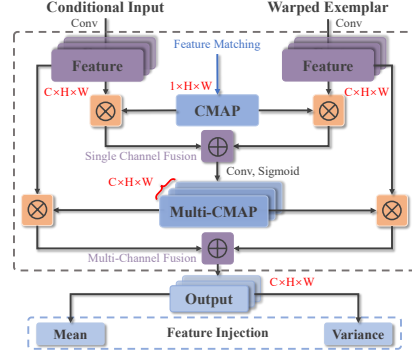 Conditional Input
Warped Exemplar
Conv
Conv
Feature Matching
Feature
Feature
C×H×W
1×H×W
C×H×W
CMAP
Single Channel Fusion
Conv, Sigmoid
C×H×W
Multi-CMAP
Multi-Channel Fusion
C×H×W
Output
Mean
Feature Injection
Variance